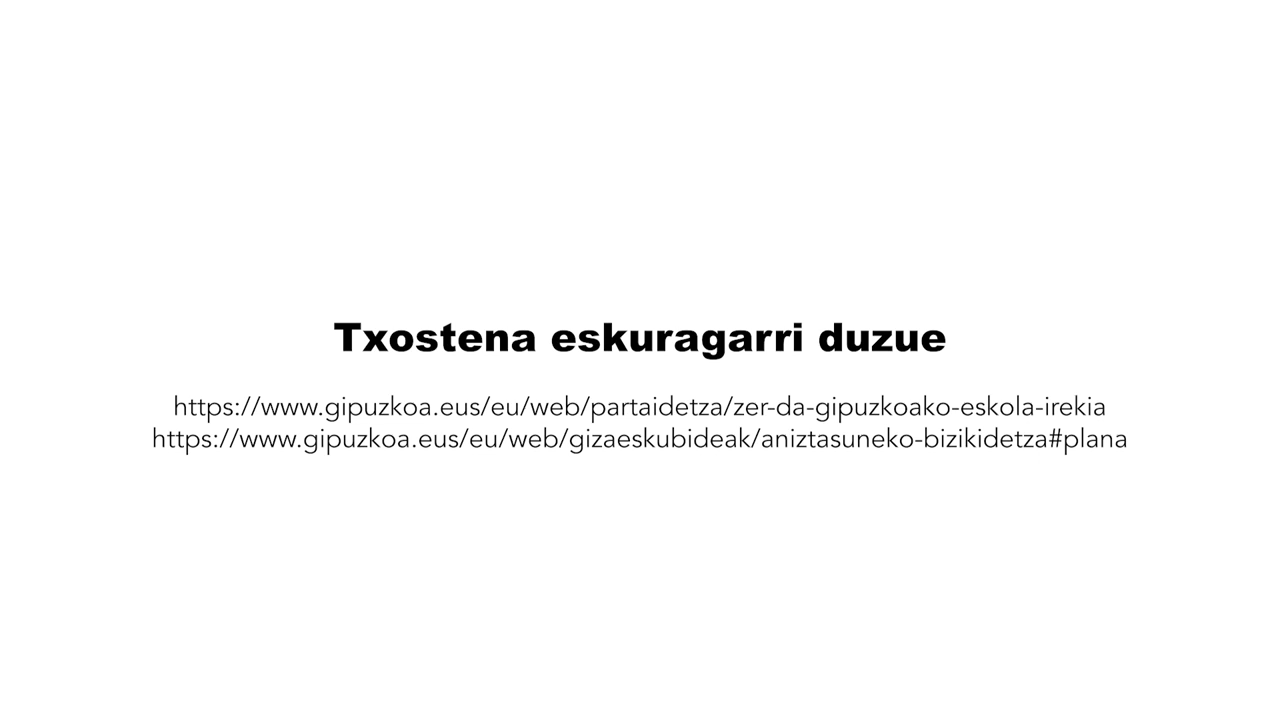 Txostena eskuragarri duzue
https://www.gipuzkoa.eus/eu/web/partaidetza/zer-da-gipuzkoako-eskola-irekia
https://www.gipuzkoa.eus/eu/web/gizaeskubideak/aniztasuneko-bizikidetza#plana